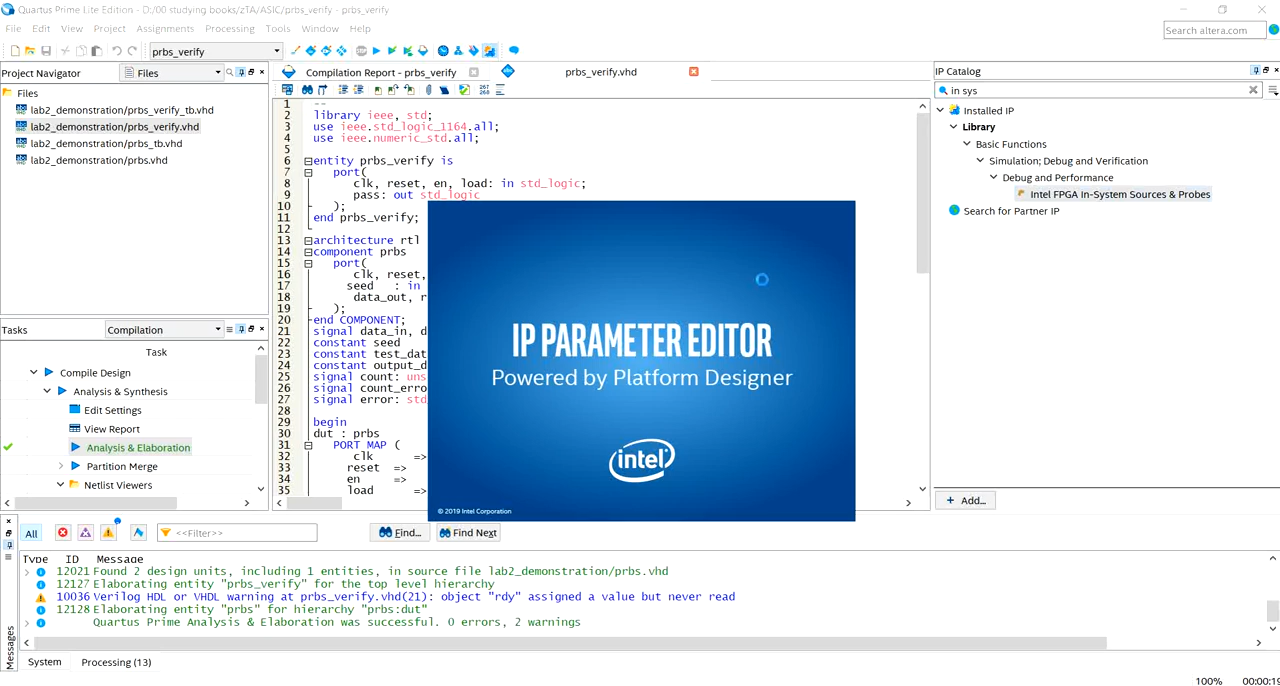 Quartus Prime Lite Edition - D:/00 studying books/zTA/ASIC/prbs_verify - prbs_verify
File Edit View Project Assignments Processing Tools Window Help
Search altera.com
prbs_verify
Project Navigator Files
Files
lab2_demonstration/prbs_verify_tb.vhd
lab2_demonstration/prbs_verify.vhd
lab2_demonstration/prbs_tb.vhd
lab2_demonstration/prbs.vhd
Tasks Compilation
Task
Compile Design
Analysis & Synthesis
Edit Settings
View Report
Analysis & Elaboration
Partition Merge
Netlist Viewers
Compilation Report - prbs_verify
prbs_verify.vhd
267
268
1 --
2 library ieee, std;
3 use ieee.std_logic_1164.all;
4 use ieee.numeric_std.all;
5
6 entity prbs_verify is
7 port(
8 clk, reset, en, load: in std_logic;
9 pass: out std_logic
10 );
11 end prbs_verify;
12
13 architecture rtl
14 component prbs
15 port(
16 clk, reset,
17 seed : in
18 data_out, r
19 );
20 end COMPONENT;
21 signal data_in, d
22 constant seed
23 constant test_dat
24 constant output_d
25 signal count: uns
26 signal count_erro
27 signal error: std
28
29 begin
30 dut : prbs
31 PORT MAP (
32 clk =>
33 reset =>
34 en =>
35 load =>
IP PARAMETER EDITOR
Powered by Platform Designer
intel
© 2019 Intel Corporation
IP Catalog
in sys
Installed IP
Library
Basic Functions
Simulation; Debug and Verification
Debug and Performance
Intel FPGA In-System Sources & Probes
Search for Partner IP
+ Add...
All
<<Filter>>
Find...
Find Next
Type ID Message
12021 Found 2 design units, including 1 entities, in source file lab2_demonstration/prbs.vhd
12127 Elaborating entity "prbs_verify" for the top level hierarchy
10036 Verilog HDL or VHDL warning at prbs_verify.vhd(21): object "rdy" assigned a value but never read
12128 Elaborating entity "prbs" for hierarchy "prbs:dut"
Quartus Prime Analysis & Elaboration was successful. 0 errors, 2 warnings
Messages
System Processing (13)
100% 00:00:19